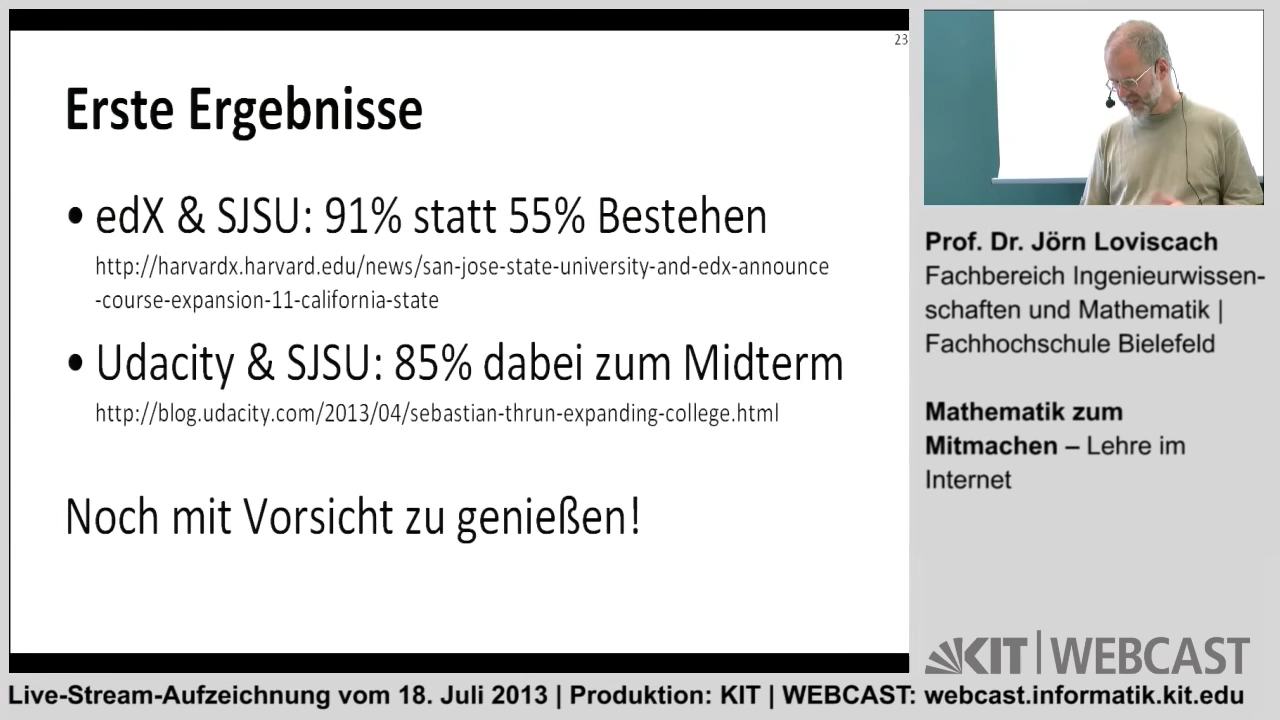 23
Erste Ergebnisse
• edX & SJSU: 91% statt 55% Bestehen
http://harvardx.harvard.edu/news/san-jose-state-university-and-edx-announce
-course-expansion-11-california-state
• Udacity & SJSU: 85% dabei zum Midterm
http://blog.udacity.com/2013/04/sebastian-thrun-expanding-college.html
Noch mit Vorsicht zu genießen!
Prof. Dr. Jörn Loviscach
Fachbereich Ingenieurwissen-
schaften und Mathematik |
Fachhochschule Bielefeld
Mathematik zum
Mitmachen – Lehre im
Internet
KIT | WEBCAST
Live-Stream-Aufzeichnung vom 18. Juli 2013 | Produktion: KIT | WEBCAST: webcast.informatik.kit.edu